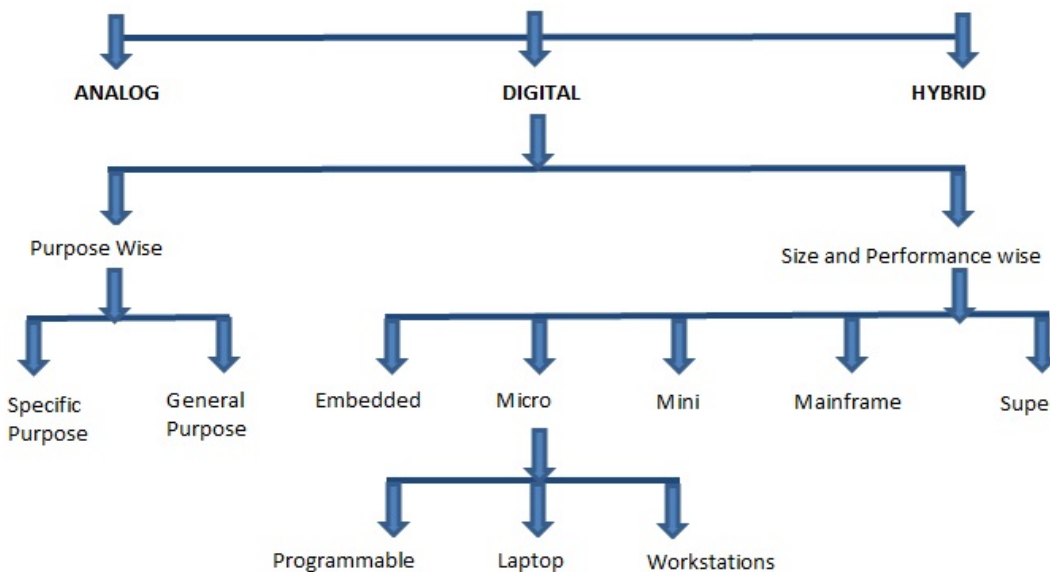 ANALOG
DIGITAL
HYBRID
Purpose Wise
Size and Performance wise
Specific
Purpose
General
Purpose
Embedded
Micro
Mini
Mainframe
Supe
Programmable
Laptop
Workstations